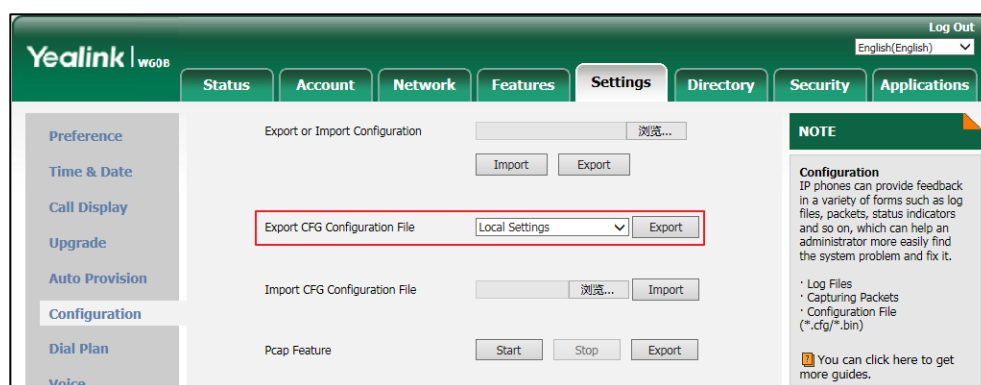 Log Out
Yealink | W60B
English(English)
Status Account Network Features Settings Directory Security Applications
Preference
Time & Date
Call Display
Upgrade
Auto Provision
Configuration
Dial Plan
Voice
Export or Import Configuration 浏览...
Import Export
Export CFG Configuration File Local Settings Export
Import CFG Configuration File 浏览... Import
Pcap Feature Start Stop Export
NOTE
Configuration
IP phones can provide feedback
in a variety of forms such as log
files, packets, status indicators
and so on, which can help an
administrator more easily find
the system problem and fix it.
· Log Files
· Capturing Packets
· Configuration File
(*.cfg/*.bin)
You can click here to get
more guides.